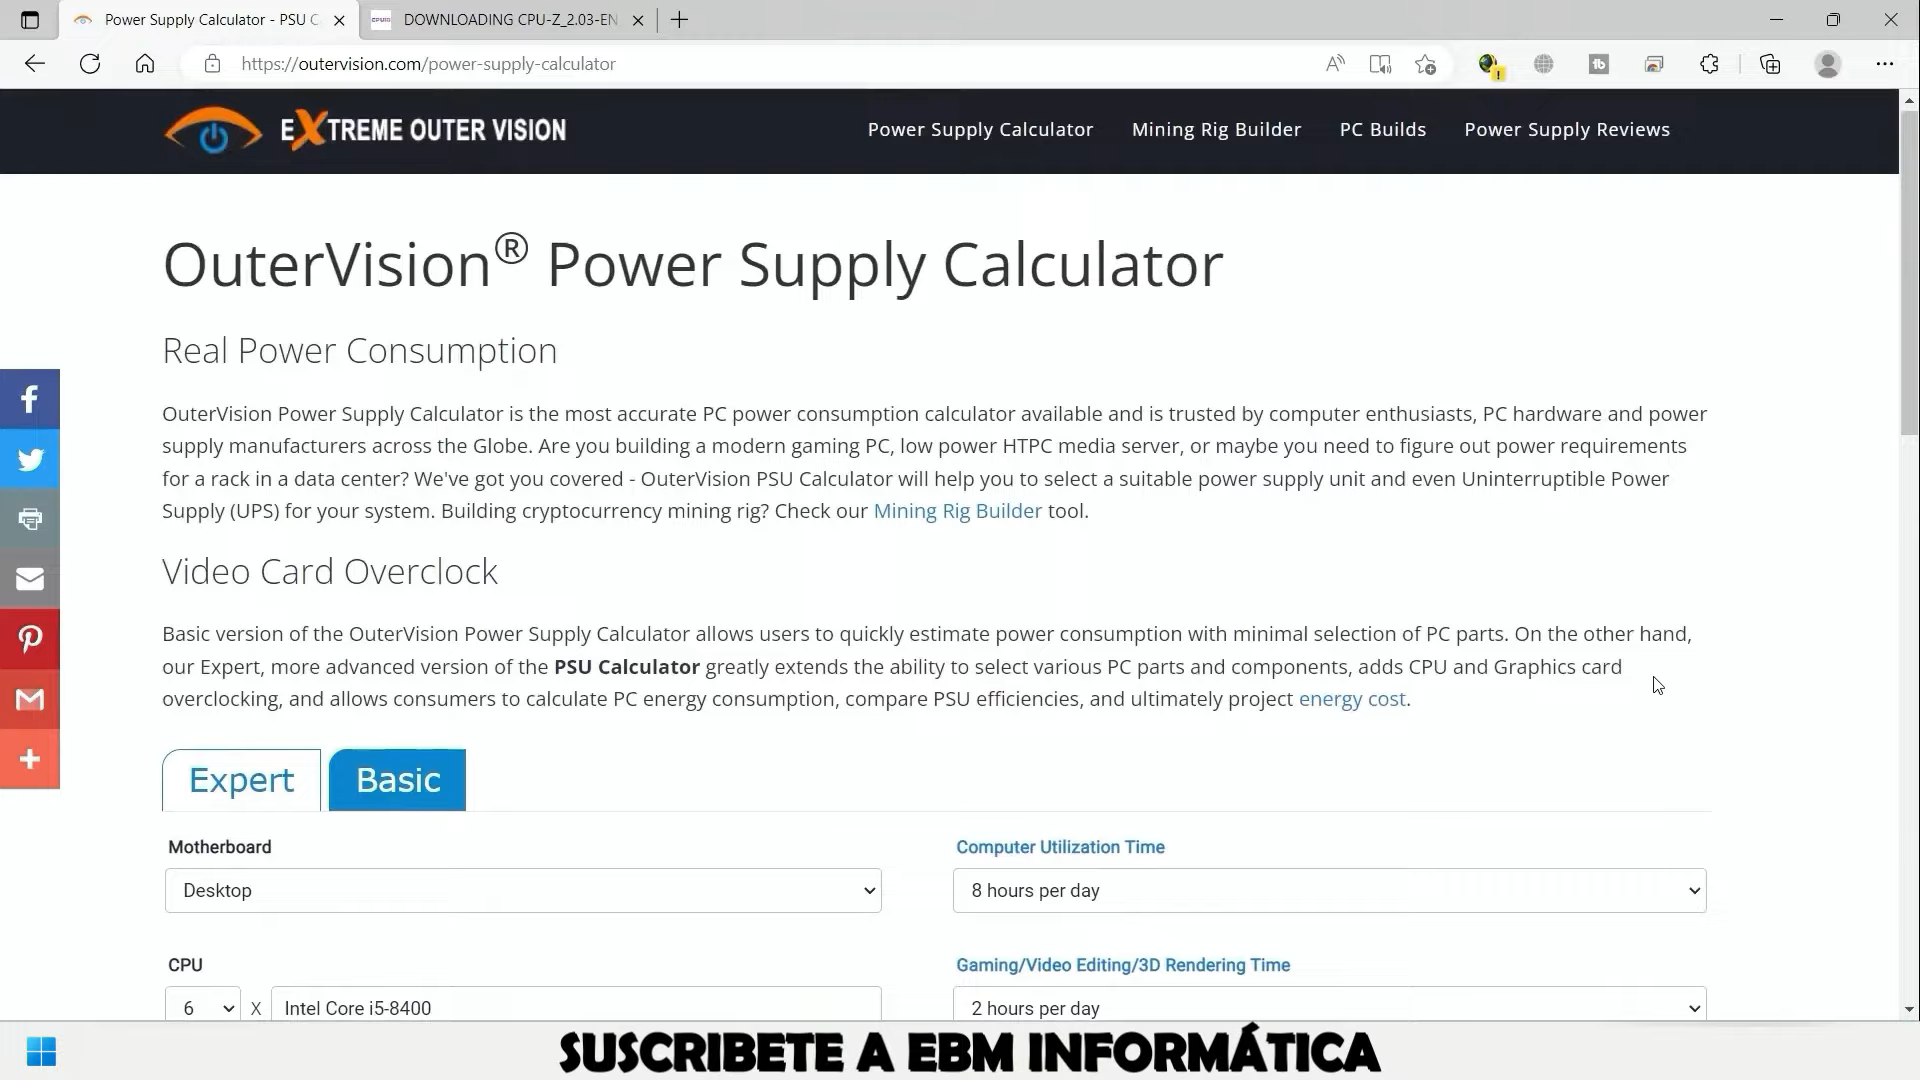 Power Supply Calculator - PSU C
DOWNLOADING CPU-Z_2.03-EN
https://outervision.com/power-supply-calculator
EXTREME OUTER VISION
Power Supply Calculator
Mining Rig Builder
PC Builds
Power Supply Reviews
OuterVision® Power Supply Calculator
Real Power Consumption
OuterVision Power Supply Calculator is the most accurate PC power consumption calculator available and is trusted by computer enthusiasts, PC hardware and power
supply manufacturers across the Globe. Are you building a modern gaming PC, low power HTPC media server, or maybe you need to figure out power requirements
for a rack in a data center? We've got you covered - OuterVision PSU Calculator will help you to select a suitable power supply unit and even Uninterruptible Power
Supply (UPS) for your system. Building cryptocurrency mining rig? Check our Mining Rig Builder tool.
Video Card Overclock
Basic version of the OuterVision Power Supply Calculator allows users to quickly estimate power consumption with minimal selection of PC parts. On the other hand,
our Expert, more advanced version of the PSU Calculator greatly extends the ability to select various PC parts and components, adds CPU and Graphics card
overclocking, and allows consumers to calculate PC energy consumption, compare PSU efficiencies, and ultimately project energy cost.
Expert
Basic
Motherboard
Computer Utilization Time
Desktop
8 hours per day
CPU
Gaming/Video Editing/3D Rendering Time
6 X Intel Core i5-8400
2 hours per day
SUSCRIBETE A EBM INFORMÁTICA